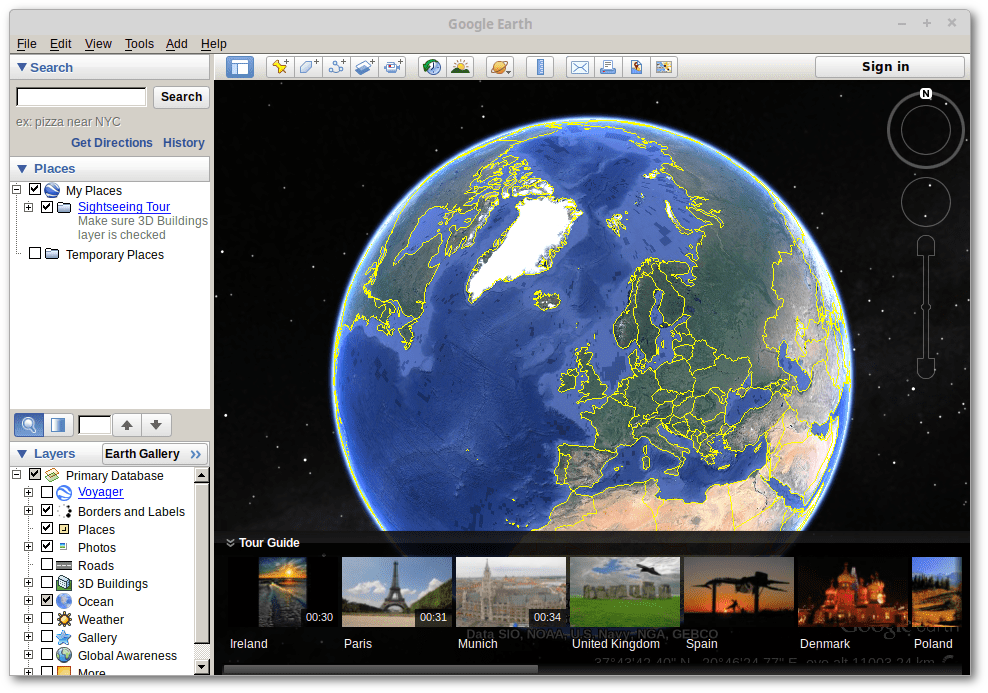 Google Earth
File Edit View Tools Add Help
Search
Search
ex: pizza near NYC
Get Directions History
Places
My Places
Sightseeing Tour
Make sure 3D Buildings
layer is checked
Temporary Places
Layers
Earth Gallery »
Primary Database
Voyager
Borders and Labels
Places
Photos
Roads
3D Buildings
Ocean
Weather
Gallery
Global Awareness
More
Sign in
N
Tour Guide
00:30
00:31
00:34
Ireland
Paris
Munich
United Kingdom
Spain
Denmark
Poland
Data SIO, NOAA, U.S. Navy, NGA, GEBCO
Google earth
37°43'42.40" N 20°46'24.77" E eye alt 11003.24 km